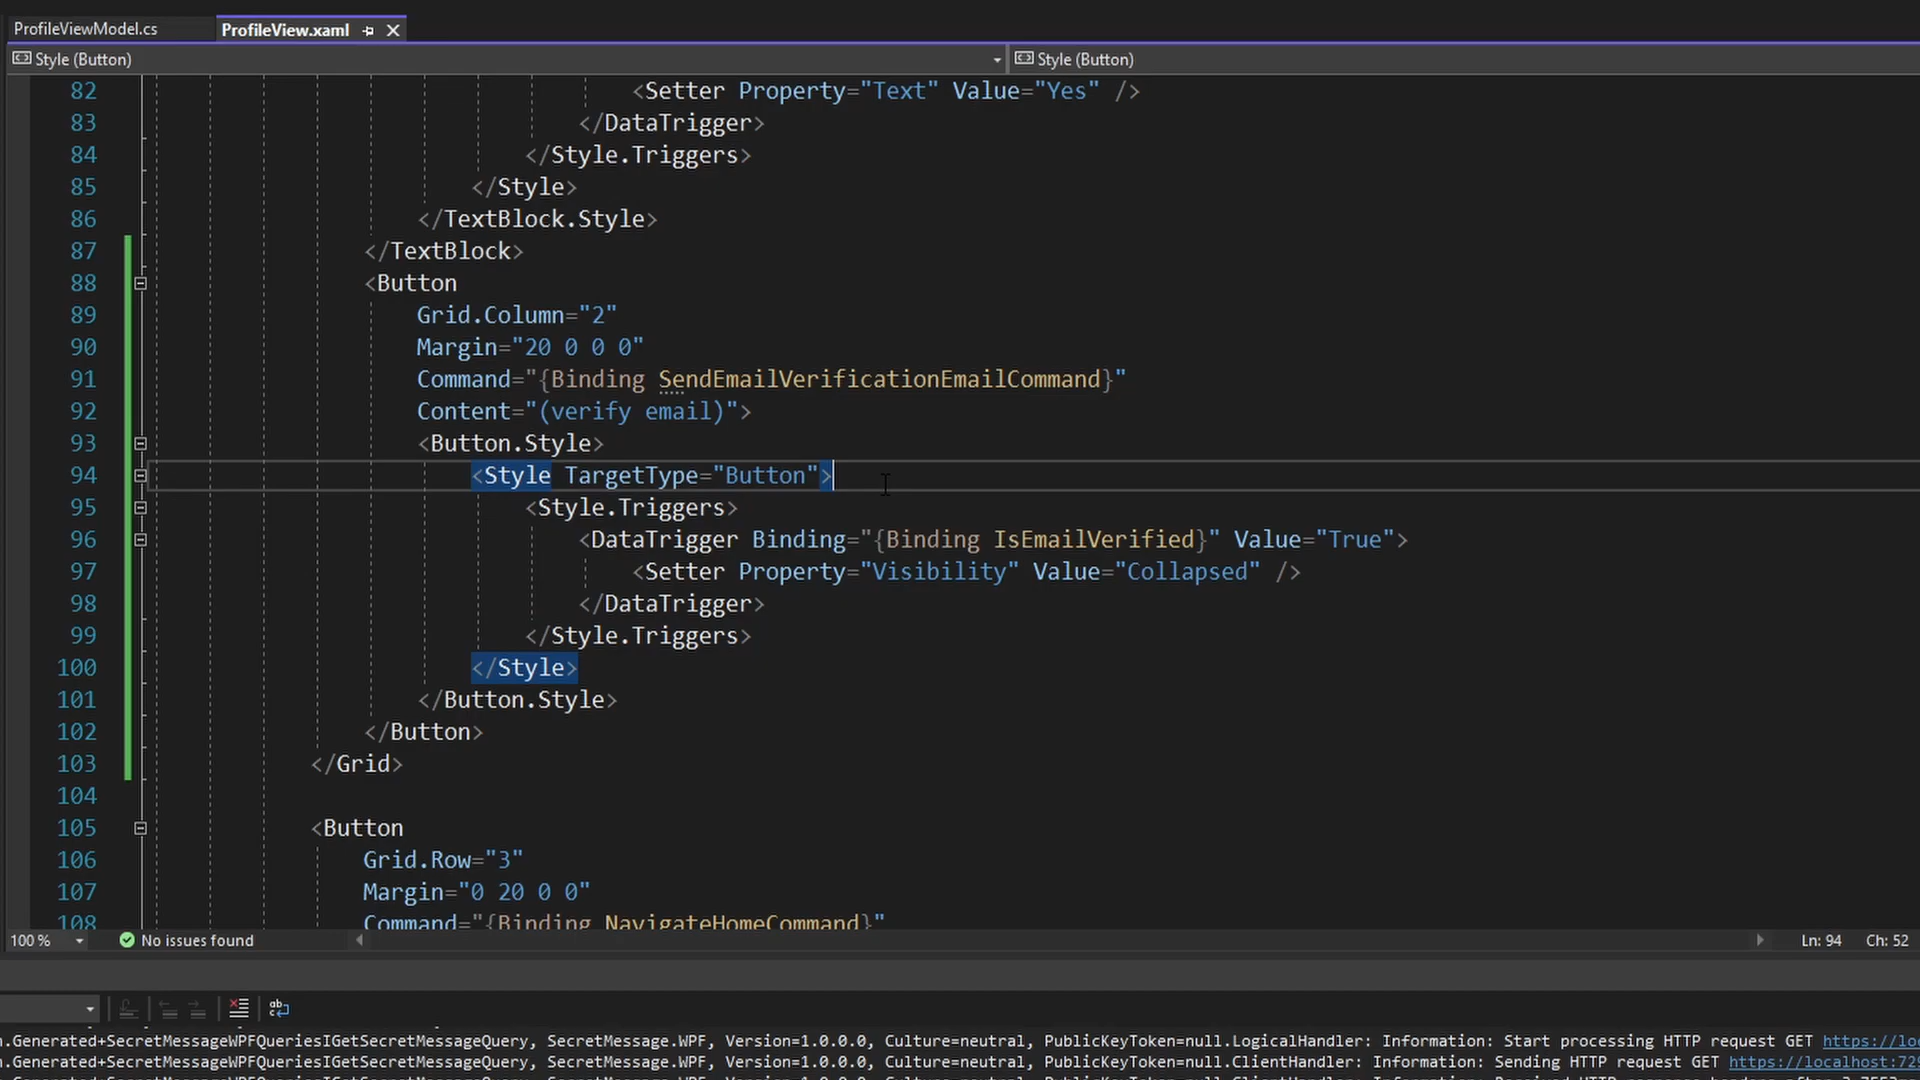 ProfileViewModel.cs
ProfileView.xaml
Style (Button)
Style (Button)
82 <Setter Property="Text" Value="Yes" />
83 </DataTrigger>
84 </Style.Triggers>
85 </Style>
86 </TextBlock.Style>
87 </TextBlock>
88 <Button
89 Grid.Column="2"
90 Margin="20 0 0 0"
91 Command="{Binding SendEmailVerificationEmailCommand}"
92 Content="(verify email)">
93 <Button.Style>
94 <Style TargetType="Button">
95 <Style.Triggers>
96 <DataTrigger Binding="{Binding IsEmailVerified}" Value="True">
97 <Setter Property="Visibility" Value="Collapsed" />
98 </DataTrigger>
99 </Style.Triggers>
100 </Style>
101 </Button.Style>
102 </Button>
103 </Grid>
104
105 <Button
106 Grid.Row="3"
107 Margin="0 20 0 0"
108 Command="{Binding NavigateHomeCommand}"
100 %
No issues found
Ln: 94 Ch: 52
n.Generated+SecretMessageWPFQueriesIGetSecretMessageQuery, SecretMessage.WPF, Version=1.0.0.0, Culture=neutral, PublicKeyToken=null.LogicalHandler: Information: Start processing HTTP request GET https://lo
n.Generated+SecretMessageWPFQueriesIGetSecretMessageQuery, SecretMessage.WPF, Version=1.0.0.0, Culture=neutral, PublicKeyToken=null.ClientHandler: Information: Sending HTTP request GET https://localhost:72